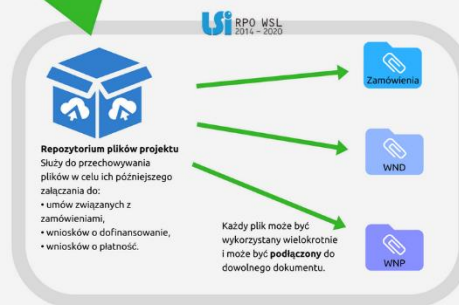 LSI RPO WSL
2014 - 2020
Repozytorium plików projektu
Służy do przechowywania
plików w celu ich późniejszego
załączania do:
• umów związanych z
zamówieniami,
• wniosków o dofinansowanie,
• wniosków o płatność.
Każdy plik może być
wykorzystany wielokrotnie
i może być podłączony do
dowolnego dokumentu.
Zamówienia
WND
WNP